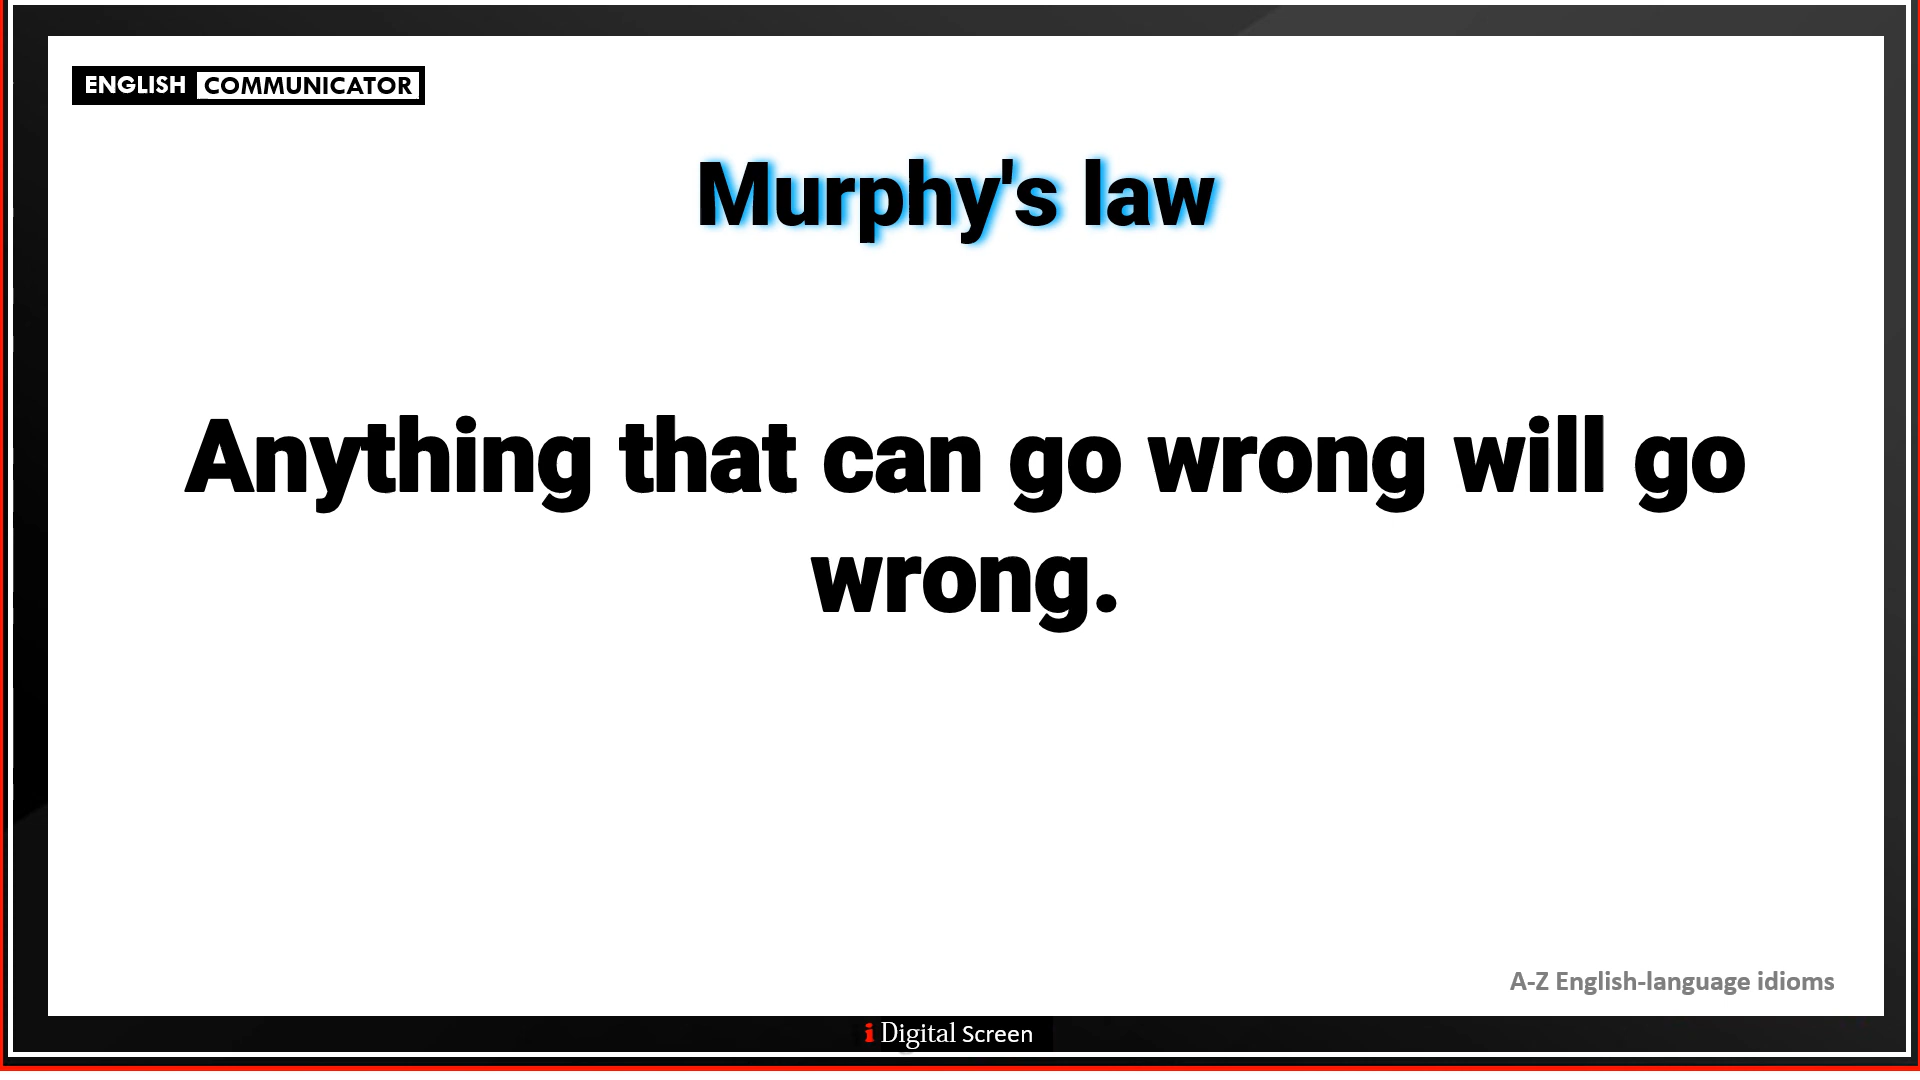 ENGLISH COMMUNICATOR
Murphy's law
Anything that can go wrong will go
wrong.
A-Z English-language idioms
i Digital Screen